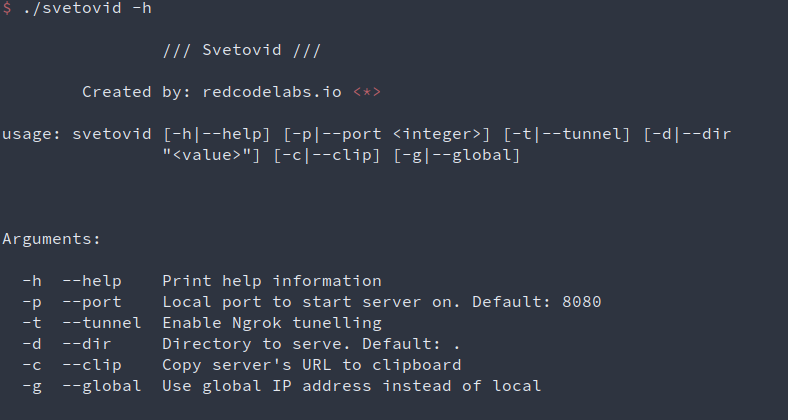 $ ./svetovid -h
/// Svetovid ///
Created by: redcodelabs.io <*>
usage: svetovid [-h|--help] [-p|--port <integer>] [-t|--tunnel] [-d|--dir
"<value>"] [-c|--clip] [-g|--global]
Arguments:
-h --help Print help information
-p --port Local port to start server on. Default: 8080
-t --tunnel Enable Ngrok tunelling
-d --dir Directory to serve. Default: .
-c --clip Copy server's URL to clipboard
-g --global Use global IP address instead of local